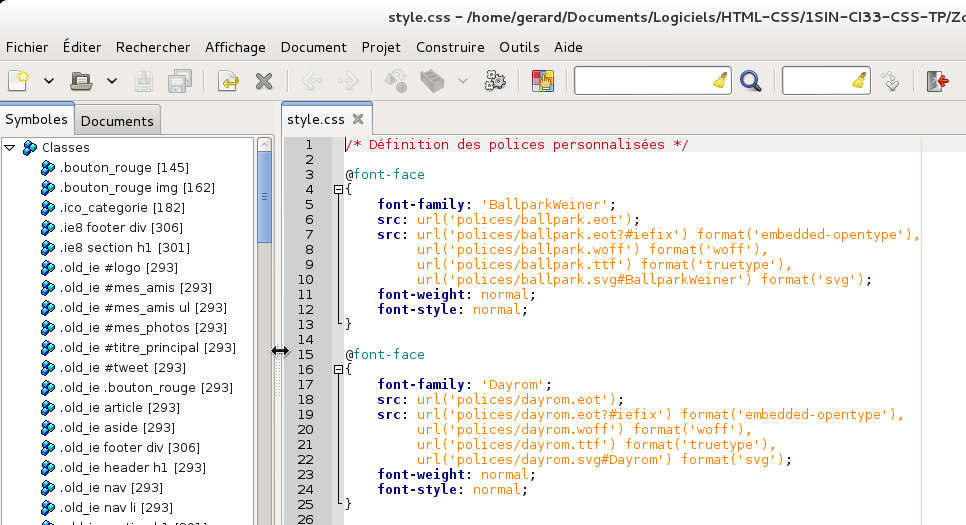 style.css – /home/gerard/Documents/Logiciels/HTML-CSS/1SIN-CI33-CSS-TP/Zo
Fichier Éditer Rechercher Affichage Document Projet Construire Outils Aide
Symboles Documents
Classes
.bouton_rouge [145]
.bouton_rouge img [162]
.ico_categorie [182]
.ie8 footer div [306]
.ie8 section h1 [301]
.old_ie #logo [293]
.old_ie #mes_amis [293]
.old_ie #mes_amis ul [293]
.old_ie #mes_photos [293]
.old_ie #titre_principal [293]
.old_ie #tweet [293]
.old_ie .bouton_rouge [293]
.old_ie article [293]
.old_ie aside [293]
.old_ie footer div [306]
.old_ie header h1 [293]
.old_ie nav [293]
.old_ie nav li [293]
style.css
1 /* Définition des polices personnalisées */
2
3 @font-face
4 {
5 font-family: 'BallparkWeiner';
6 src: url('polices/ballpark.eot');
7 src: url('polices/ballpark.eot?#iefix') format('embedded-opentype'),
8 url('polices/ballpark.woff') format('woff'),
9 url('polices/ballpark.ttf') format('truetype'),
10 url('polices/ballpark.svg#BallparkWeiner') format('svg');
11 font-weight: normal;
12 font-style: normal;
13 }
14
15 @font-face
16 {
17 font-family: 'Dayrom';
18 src: url('polices/dayrom.eot');
19 src: url('polices/dayrom.eot?#iefix') format('embedded-opentype'),
20 url('polices/dayrom.woff') format('woff'),
21 url('polices/dayrom.ttf') format('truetype'),
22 url('polices/dayrom.svg#Dayrom') format('svg');
23 font-weight: normal;
24 font-style: normal;
25 }
26